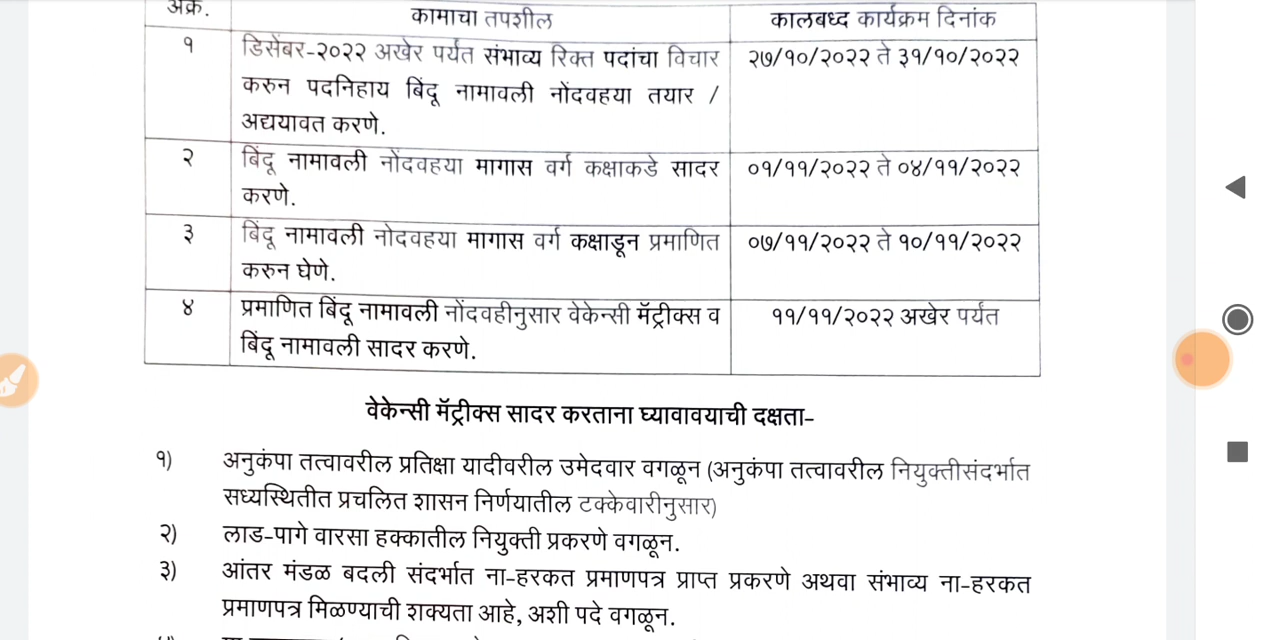 अक्र. कामाचा तपशील कालबध्द कार्यक्रम दिनांक
१ डिसेंबर-२०२२ अखेर पर्यंत संभाव्य रिक्त पदांचा विचार २७/१०/२०२२ ते ३१/१०/२०२२
करुन पदनिहाय बिंदू नामावली नोंदवहया तयार /
अद्ययावत करणे.
२ बिंदू नामावली नोंदवहया मागास वर्ग कक्षाकडे सादर ०१/११/२०२२ ते ०४/११/२०२२
करणे.
३ बिंदू नामावली नोदवहया मागास वर्ग कक्षाडून प्रमाणित ०७/११/२०२२ ते १०/११/२०२२
करुन घेणे.
४ प्रमाणित बिंदू नामावली नोंदवहीनुसार वेकेन्सी मॅट्रीक्स व ११/११/२०२२ अखेर पर्यंत
बिंदू नामावली सादर करणे.
वेकेन्सी मॅट्रीक्स सादर करताना घ्यावावयाची दक्षता-
१) अनुकंपा तत्वावरील प्रतिक्षा यादीवरील उमेदवार वगळून (अनुकंपा तत्वावरील नियुक्तीसंदर्भात
सध्यस्थितीत प्रचलित शासन निर्णयातील टक्केवारीनुसार)
२) लाड-पागे वारसा हक्कातील नियुक्ती प्रकरणे वगळून.
३) आंतर मंडळ बदली संदर्भात ना-हरकत प्रमाणपत्र प्राप्त प्रकरणे अथवा संभाव्य ना-हरकत
प्रमाणपत्र मिळण्याची शक्यता आहे, अशी पदे वगळून.